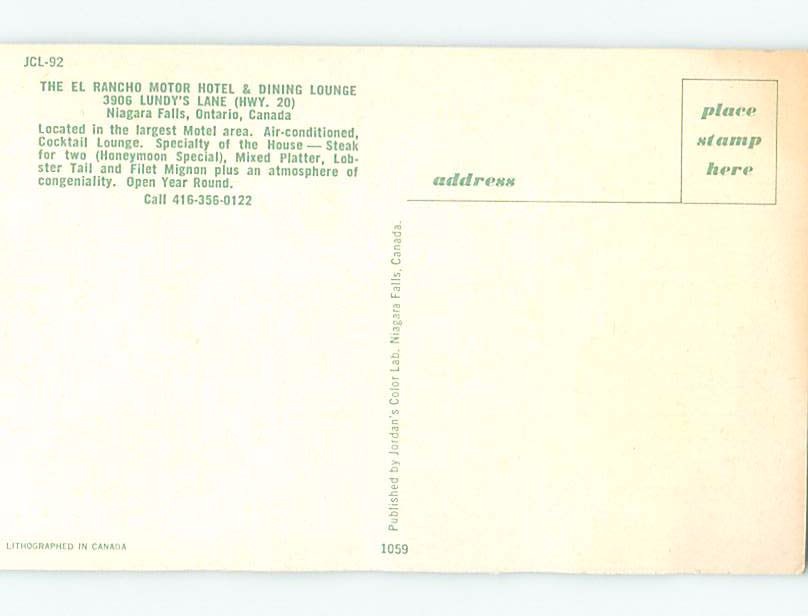 JCL-92
THE EL RANCHO MOTOR HOTEL & DINING LOUNGE
3906 LUNDY'S LANE (HWY. 20)
Niagara Falls, Ontario, Canada
Located in the largest Motel area. Air-conditioned,
Cocktail Lounge. Specialty of the House — Steak
for two (Honeymoon Special), Mixed Platter, Lob-
ster Tail and Filet Mignon plus an atmosphere of
congeniality. Open Year Round.
Call 416-356-0122
place
stamp
here
address
Published by Jordan's Color Lab. Niagara Falls, Canada.
LITHOGRAPHED IN CANADA
1059